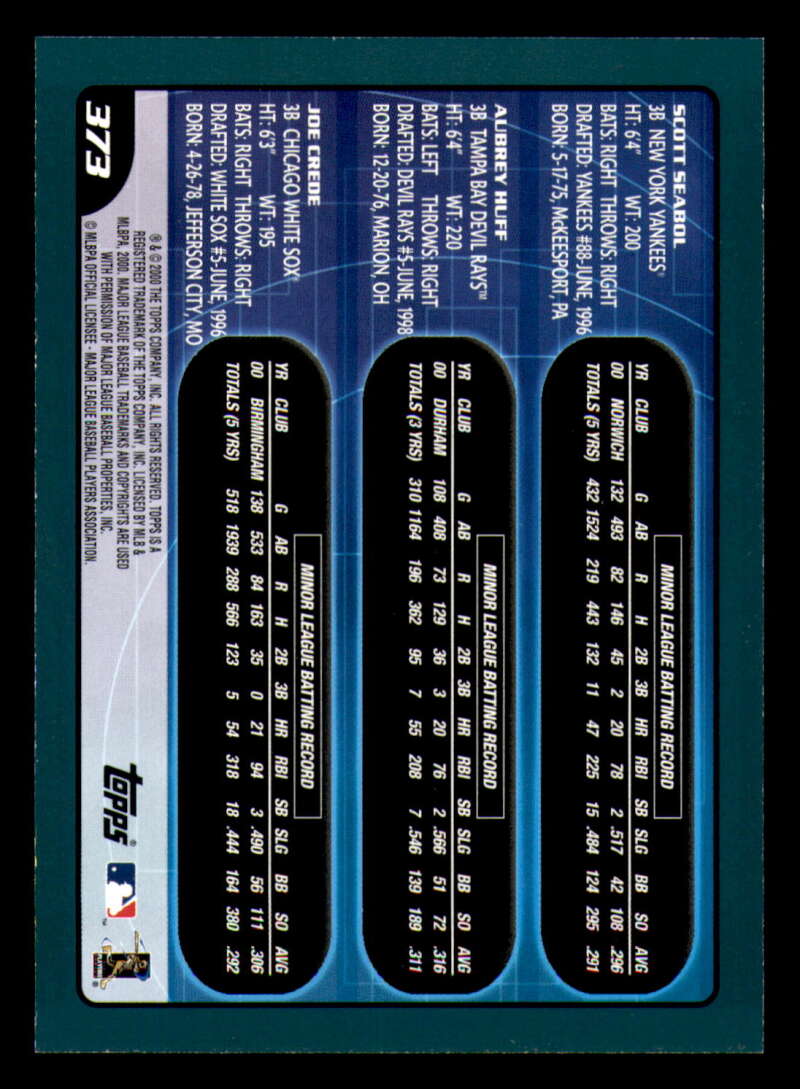 SCOTT SEABOL
3B NEW YORK YANKEES®
HT: 6'4" WT: 200
BATS: RIGHT THROWS: RIGHT
DRAFTED: YANKEES #88-JUNE, 1996
BORN: 5-17-75, McKEESPORT, PA
MINOR LEAGUE BATTING RECORD
YR CLUB G AB R H 2B 3B HR RBI SB SLG BB SO AVG
00 NORWICH 132 493 82 146 45 2 20 78 2 .517 42 108 .296
TOTALS (5 YRS) 432 1524 219 443 132 11 47 225 15 .484 124 295 .291
AUBREY HUFF
3B TAMPA BAY DEVIL RAYS™
HT: 6'4" WT: 220
BATS: LEFT THROWS: RIGHT
DRAFTED: DEVIL RAYS #5-JUNE, 1998
BORN: 12-20-76, MARION, OH
MINOR LEAGUE BATTING RECORD
YR CLUB G AB R H 2B 3B HR RBI SB SLG BB SO AVG
00 DURHAM 108 408 73 129 36 3 20 76 2 .566 51 72 .316
TOTALS (3 YRS) 310 1164 196 362 95 7 55 208 7 .546 139 189 .311
JOE CREDE
3B CHICAGO WHITE SOX®
HT: 6'3" WT: 195
BATS: RIGHT THROWS: RIGHT
DRAFTED: WHITE SOX #5-JUNE, 1996
BORN: 4-26-78, JEFFERSON CITY, MO
MINOR LEAGUE BATTING RECORD
YR CLUB G AB R H 2B 3B HR RBI SB SLG BB SO AVG
00 BIRMINGHAM 138 533 84 163 35 0 21 94 3 .490 56 111 .306
TOTALS (5 YRS) 518 1939 288 566 123 5 54 318 18 .444 164 380 .292
373
® & © 2000 THE TOPPS COMPANY, INC. ALL RIGHTS RESERVED. TOPPS IS A
REGISTERED TRADEMARK OF THE TOPPS COMPANY, INC. LICENSED BY MLB &
MLBPA, 2000. MAJOR LEAGUE BASEBALL TRADEMARKS AND COPYRIGHTS ARE USED
WITH PERMISSION OF MAJOR LEAGUE BASEBALL PROPERTIES, INC.
© MLBPA OFFICIAL LICENSEE - MAJOR LEAGUE BASEBALL PLAYERS ASSOCIATION.
topps®